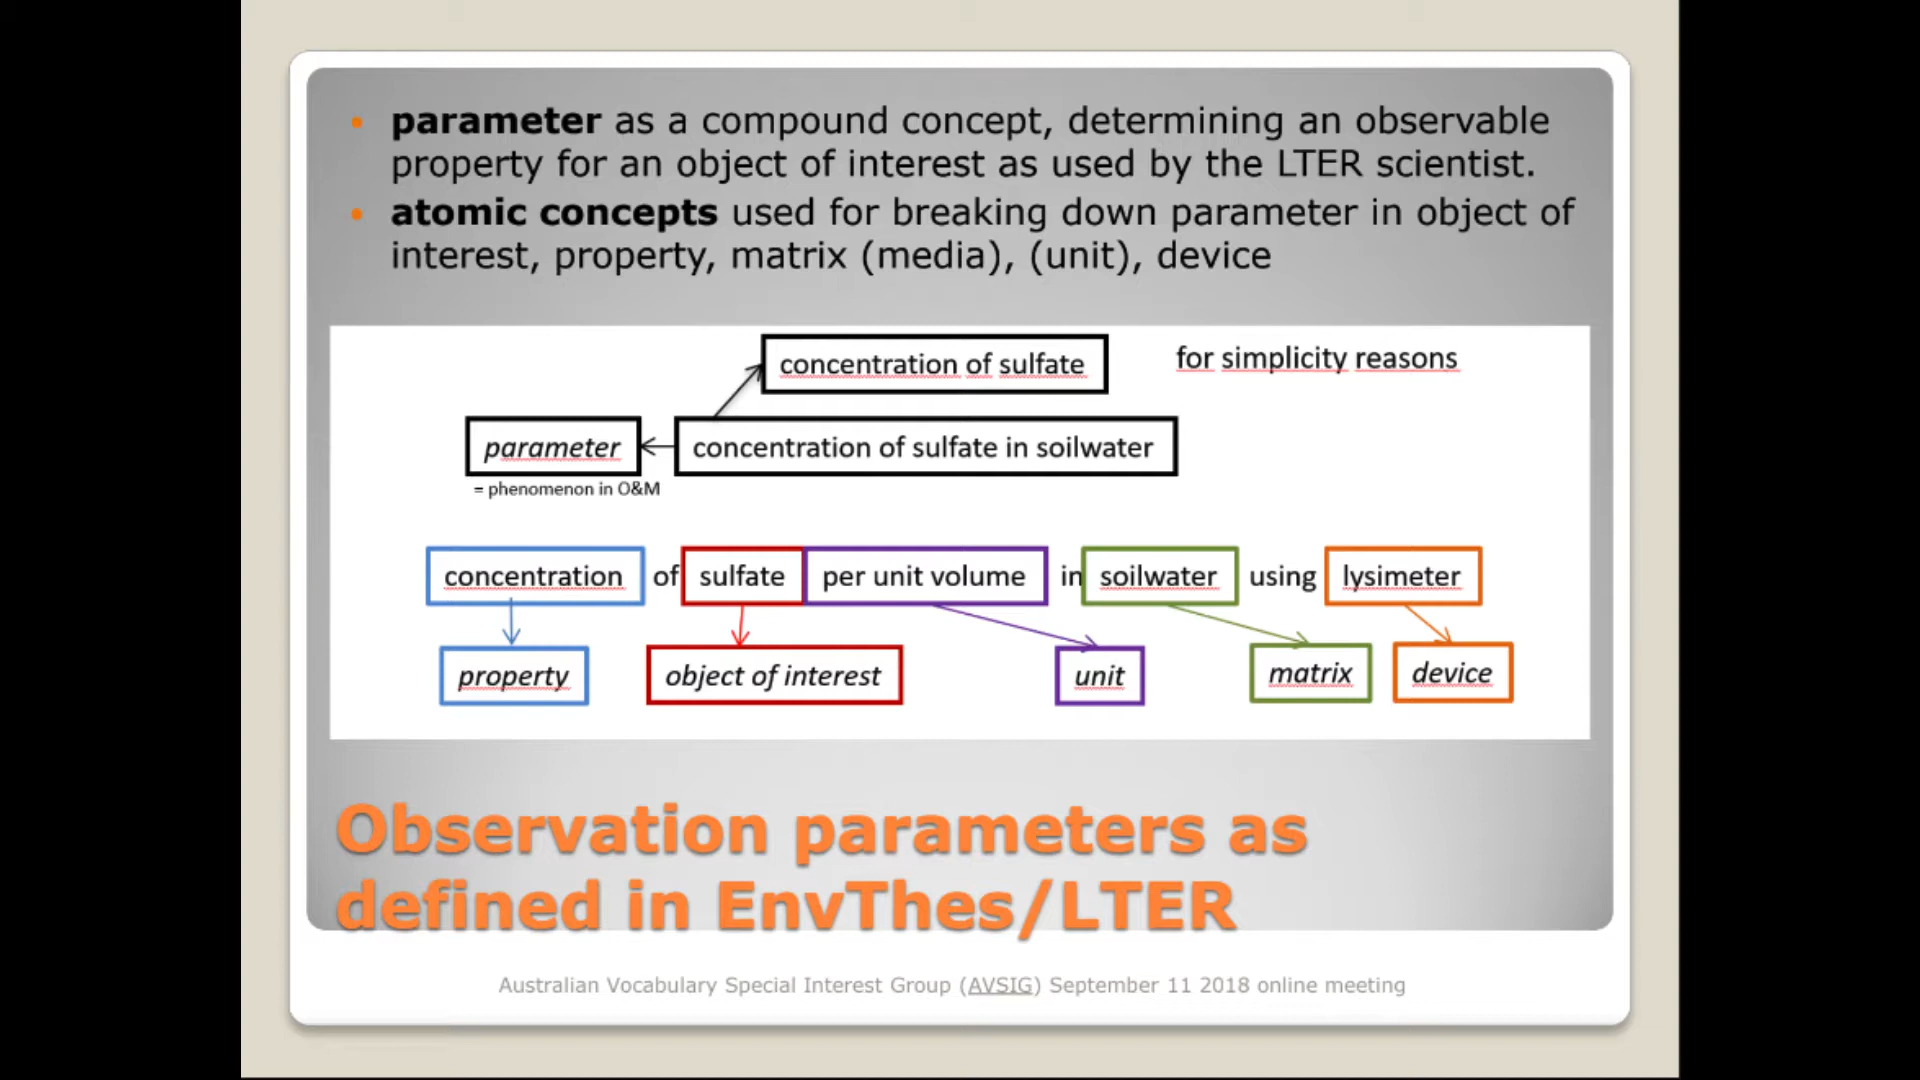 • parameter as a compound concept, determining an observable
property for an object of interest as used by the LTER scientist.
• atomic concepts used for breaking down parameter in object of
interest, property, matrix (media), (unit), device
concentration of sulfate
for simplicity reasons
parameter
concentration of sulfate in soilwater
= phenomenon in O&M
concentration of sulfate per unit volume in soilwater using lysimeter
property
object of interest
unit
matrix
device
Observation parameters as
defined in EnvThes/LTER
Australian Vocabulary Special Interest Group (AVSIG) September 11 2018 online meeting